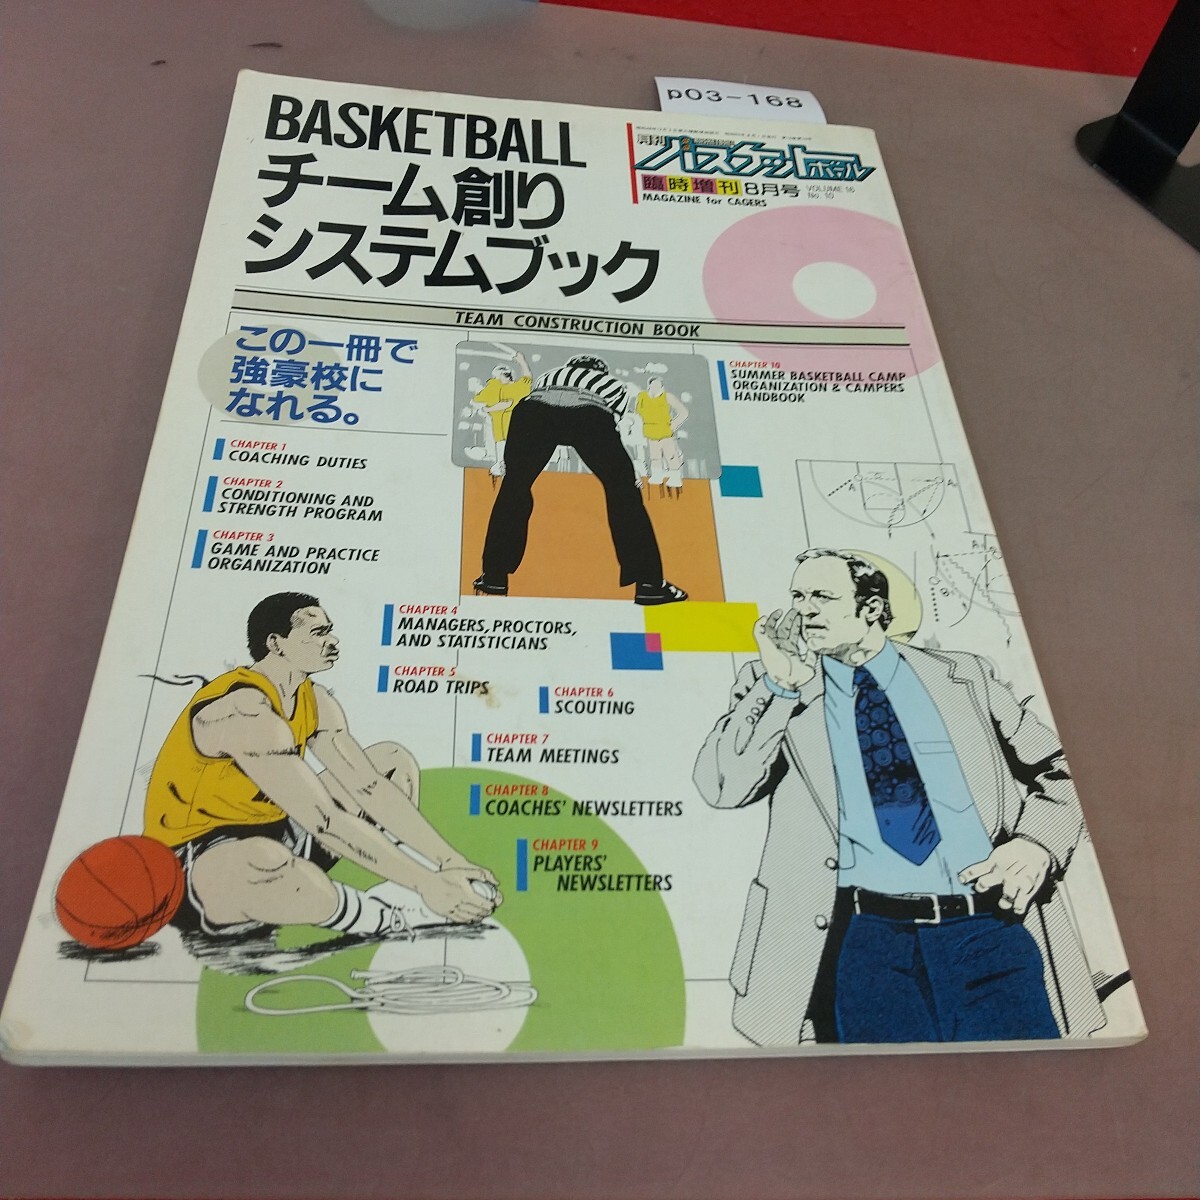 p03-168
BASKETBALL
チーム創り
システムブック
月刊
バスケットボール
臨時増刊 8月号
VOLUME 16
No. 10
MAGAZINE for CAGERS
TEAM CONSTRUCTION BOOK
この一冊で
強豪校に
なれる。
CHAPTER 10
SUMMER BASKETBALL CAMP
ORGANIZATION & CAMPERS
HANDBOOK
CHAPTER 1
COACHING DUTIES
CHAPTER 2
CONDITIONING AND
STRENGTH PROGRAM
CHAPTER 3
GAME AND PRACTICE
ORGANIZATION
CHAPTER 4
MANAGERS, PROCTORS,
AND STATISTICIANS
CHAPTER 5
ROAD TRIPS
CHAPTER 6
SCOUTING
CHAPTER 7
TEAM MEETINGS
CHAPTER 8
COACHES' NEWSLETTERS
CHAPTER 9
PLAYERS'
NEWSLETTERS